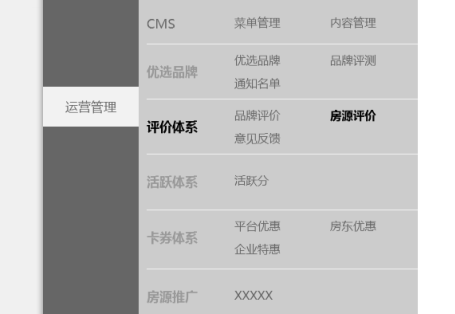 CMS 菜单管理 内容管理
优选品牌 优选品牌 品牌评测
通知名单
运营管理
评价体系 品牌评价 房源评价
意见反馈
活跃体系 活跃分
卡券体系 平台优惠 房东优惠
企业特惠
房源推广 XXXXX